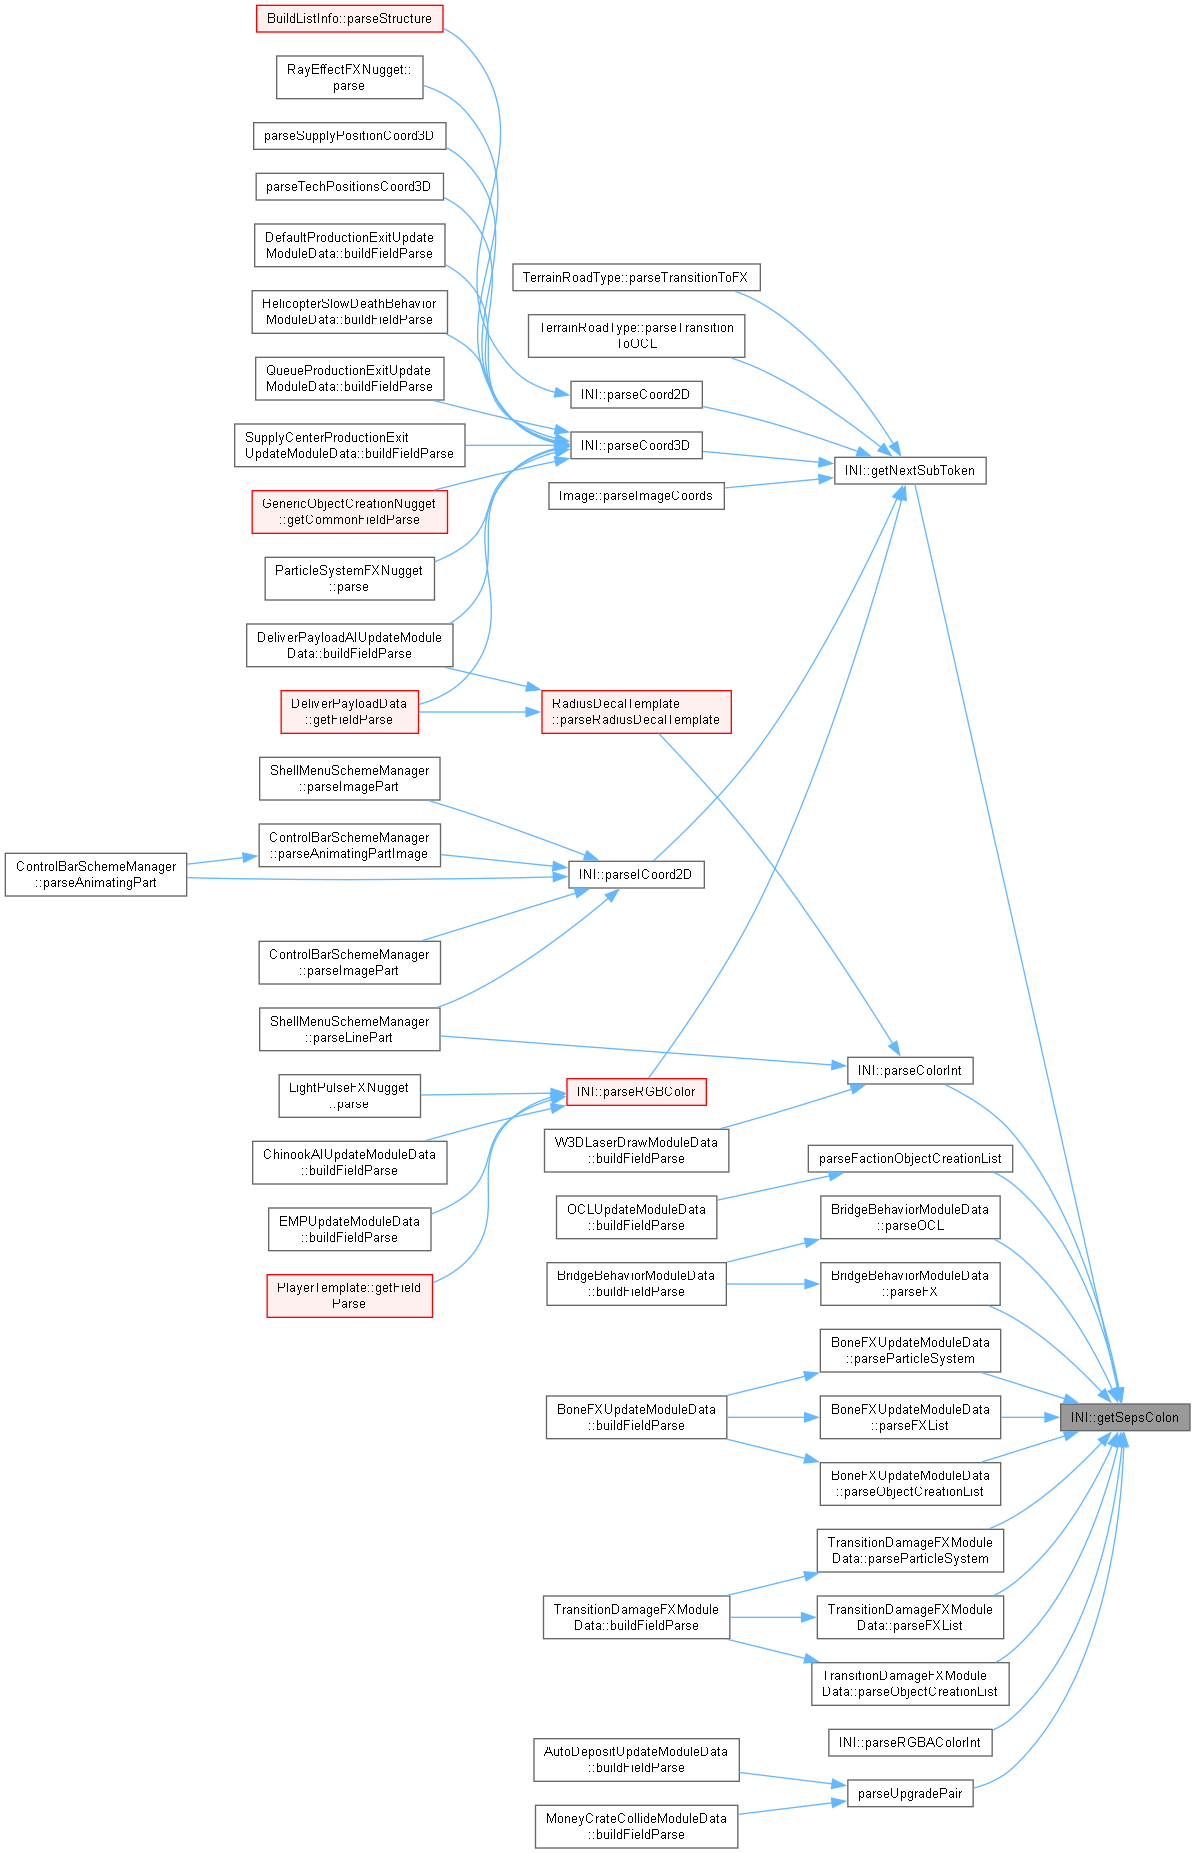 BuildListInfo::parseStructure
RayEffectFXNugget::
parse
parseSupplyPositionCoord3D
parseTechPositionsCoord3D
DefaultProductionExitUpdate
ModuleData::buildFieldParse
HelicopterSlowDeathBehavior
ModuleData::buildFieldParse
QueueProductionExitUpdate
ModuleData::buildFieldParse
SupplyCenterProductionExit
UpdateModuleData::buildFieldParse
GenericObjectCreationNugget
::getCommonFieldParse
ParticleSystemFXNugget
::parse
DeliverPayloadAIUpdateModule
Data::buildFieldParse
DeliverPayloadData
::getFieldParse
ShellMenuSchemeManager
::parseImagePart
ControlBarSchemeManager
::parseAnimatingPartImage
ControlBarSchemeManager
::parseAnimatingPart
ControlBarSchemeManager
::parseImagePart
ShellMenuSchemeManager
::parseLinePart
LightPulseFXNugget
::parse
ChinookAIUpdateModuleData
::buildFieldParse
EMPUpdateModuleData
::buildFieldParse
PlayerTemplate::getField
Parse
TerrainRoadType::parseTransitionToFX
TerrainRoadType::parseTransition
ToOCL
INI::parseCoord2D
INI::parseCoord3D
Image::parseImageCoords
INI::getNextSubToken
RadiusDecalTemplate
::parseRadiusDecalTemplate
INI::parseICoord2D
INI::parseColorInt
INI::parseRGBColor
W3DLaserDrawModuleData
::buildFieldParse
parseFactionObjectCreationList
OCLUpdateModuleData
::buildFieldParse
BridgeBehaviorModuleData
::parseOCL
BridgeBehaviorModuleData
::buildFieldParse
BridgeBehaviorModuleData
::parseFX
BoneFXUpdateModuleData
::parseParticleSystem
BoneFXUpdateModuleData
::buildFieldParse
BoneFXUpdateModuleData
::parseFXList
BoneFXUpdateModuleData
::parseObjectCreationList
INI::getSepsColon
TransitionDamageFXModule
Data::parseParticleSystem
TransitionDamageFXModule
Data::buildFieldParse
TransitionDamageFXModule
Data::parseFXList
TransitionDamageFXModule
Data::parseObjectCreationList
INI::parseRGBAColorInt
AutoDepositUpdateModuleData
::buildFieldParse
parseUpgradePair
MoneyCrateCollideModuleData
::buildFieldParse